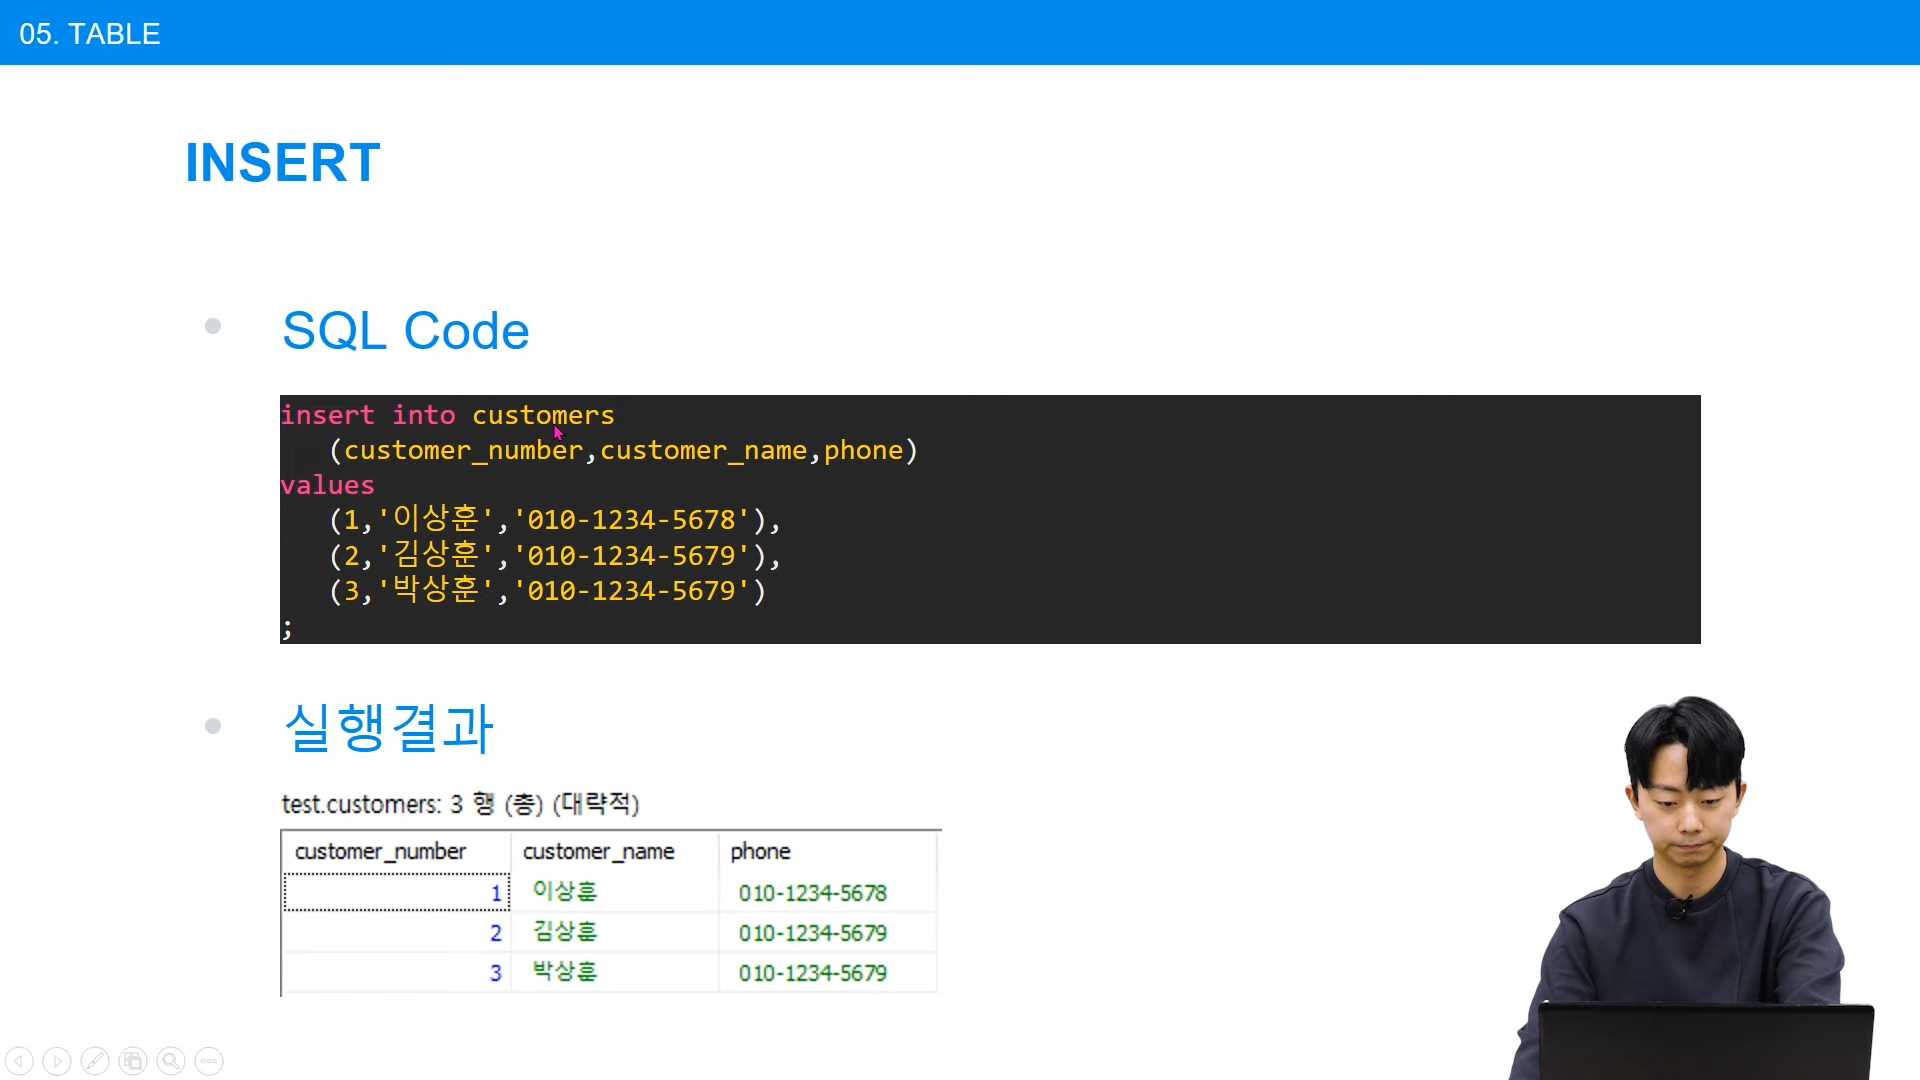 05. TABLE
INSERT
SQL Code
insert into customers
(customer_number,customer_name,phone)
values
(1,'이상훈','010-1234-5678'),
(2,'김상훈','010-1234-5679'),
(3,'박상훈','010-1234-5679')
;
실행결과
test.customers: 3 행 (총) (대략적)
customer_number customer_name phone
1 이상훈 010-1234-5678
2 김상훈 010-1234-5679
3 박상훈 010-1234-5679